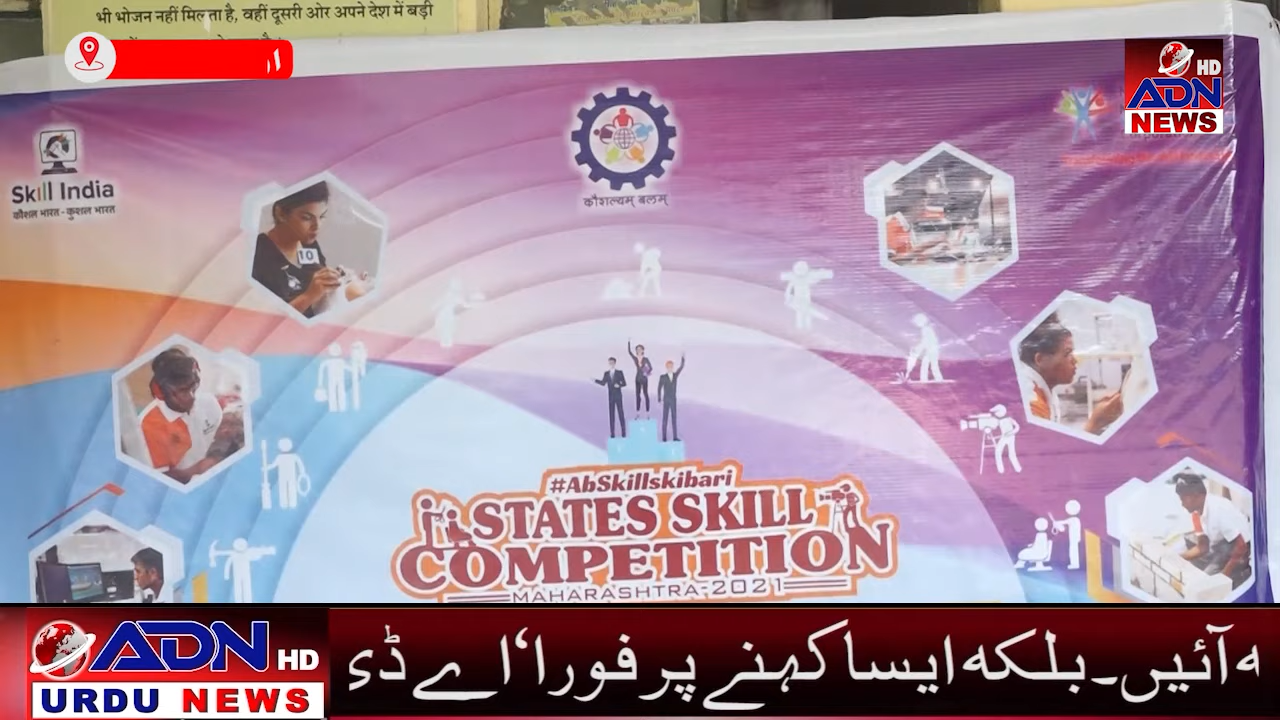 भी भोजन नहीं मिलता है, वहीं दूसरी ओर अपने देश में बड़ी
HD
ADN
NEWS
Skill India
कौशल भारत - कुशल भारत
कौशल्यम् बलम्
10
#AbSkillskibari
STATES SKILL
COMPETITION
MAHARASHTRA-2021
ADN HD
URDU NEWS
ہ آئیں۔ بلکہ ایسا کہنے پر فورا‘ اے ڈ